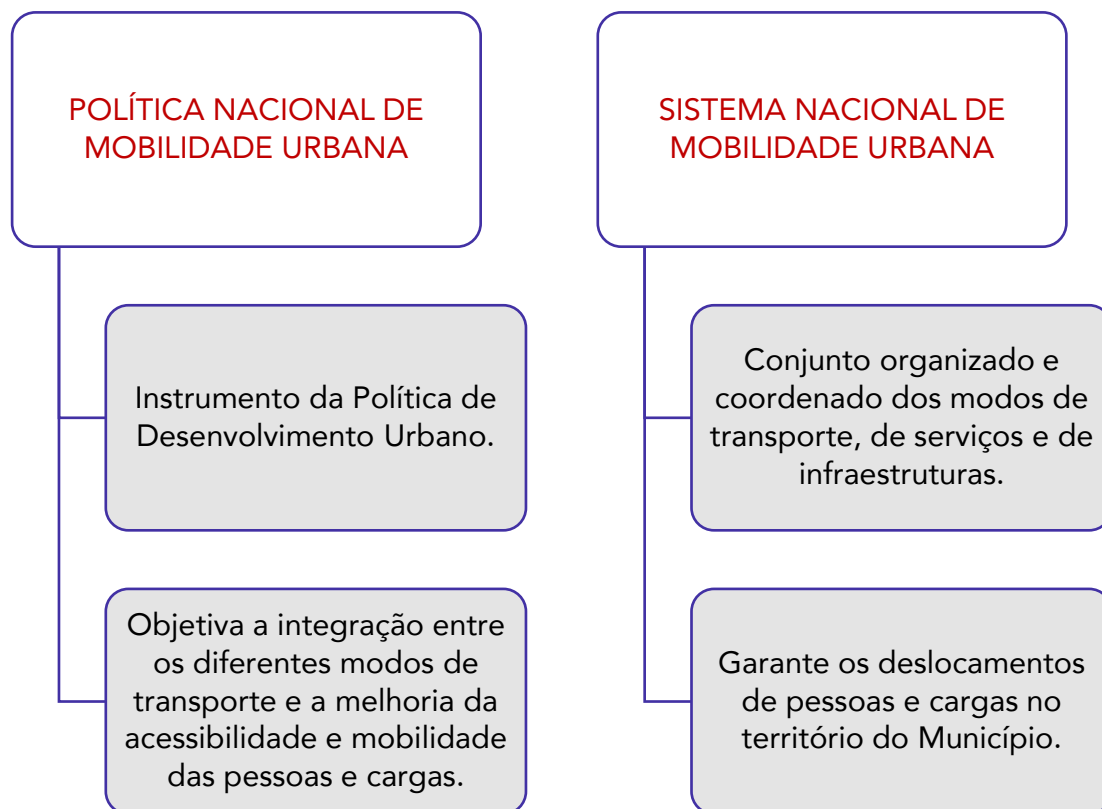 POLÍTICA NACIONAL DE
MOBILIDADE URBANA
Instrumento da Política de
Desenvolvimento Urbano.
Objetiva a integração entre
os diferentes modos de
transporte e a melhoria da
acessibilidade e mobilidade
das pessoas e cargas.
SISTEMA NACIONAL DE
MOBILIDADE URBANA
Conjunto organizado e
coordenado dos modos de
transporte, de serviços e de
infraestruturas.
Garante os deslocamentos
de pessoas e cargas no
território do Município.